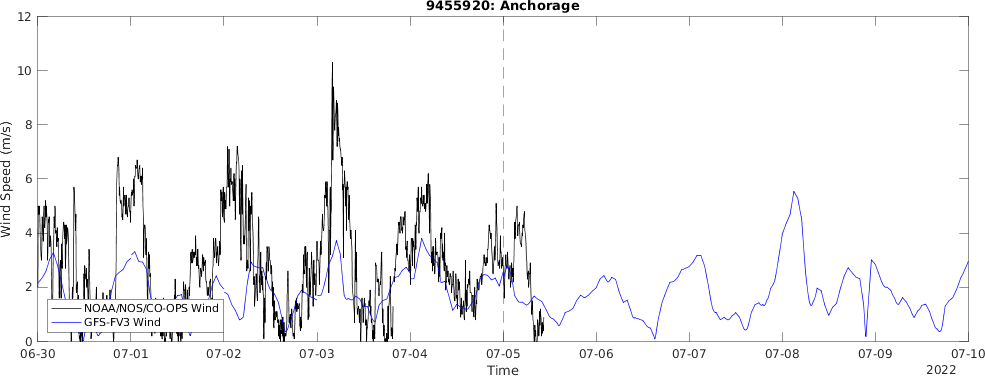 9455920: Anchorage
12
10
8
6
4
2
0
Wind Speed (m/s)
NOAA/NOS/CO-OPS Wind
GFS-FV3 Wind
06-30 07-01 07-02 07-03 07-04 07-05 07-06 07-07 07-08 07-09 07-10
Time
2022